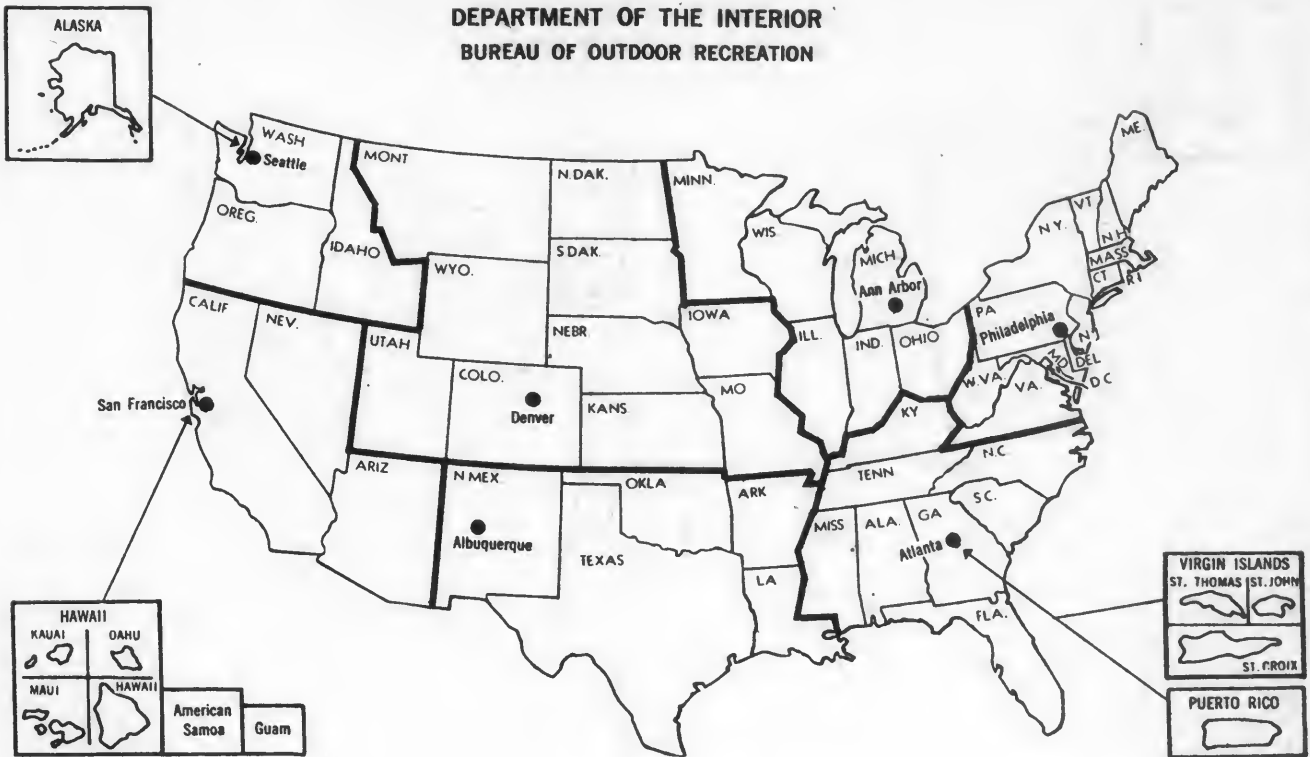 DEPARTMENT OF THE INTERIOR
BUREAU OF OUTDOOR RECREATION
ALASKA
WASH
Seattle
OREG.
IDAHO
MONT
WYO.
N.DAK.
S.DAK.
NEBR.
KANS
MINN.
WIS.
MICH.
Ann Arbor
IOWA
MO
ILL.
IND.
OHIO
KY
CALIF
NEV.
UTAH
COLO.
Denver
San Francisco
ARIZ
N MEX.
Albuquerque
OKLA
TEXAS
ARK
LA
MISS
ALA.
GA
Atlanta
TENN
N.C.
S.C.
FLA.
ME.
VT
N H
N.Y.
MASS
CT
R I
PA
Philadelphia
N J
DEL
MD
D C
W.VA.
VA.
HAWAII
KAUAI
OAHU
MAUI
HAWAII
American
Samoa
Guam
VIRGIN ISLANDS
ST. THOMAS
ST. JOHN
ST. CROIX
PUERTO RICO